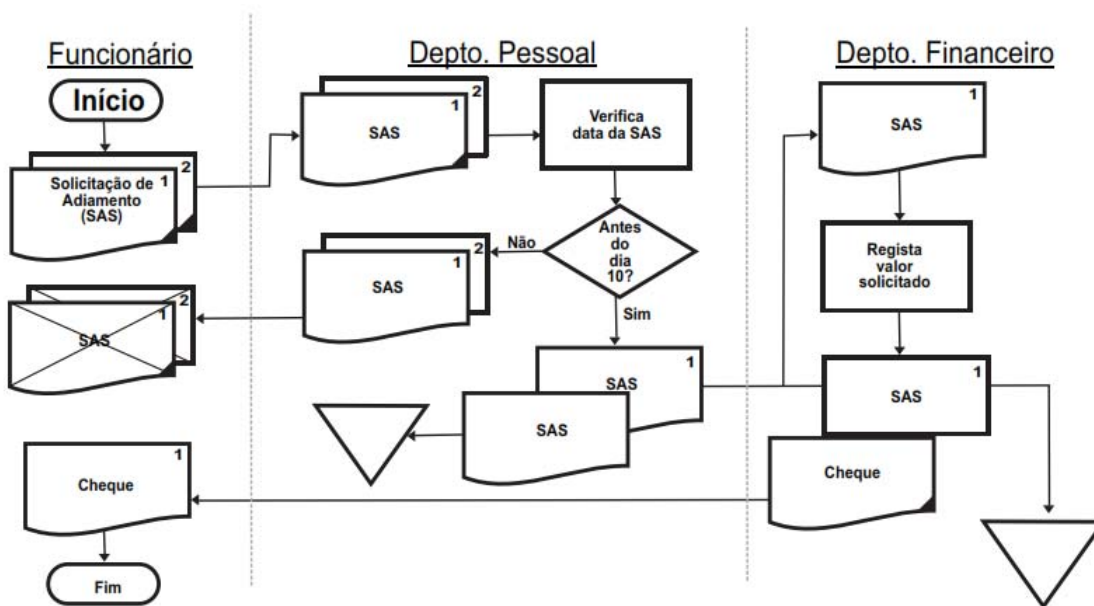 Funcionário
Início
1
2
Solicitação de
Adiamento
(SAS)
1
2
SAS
1
Cheque
Fim
Depto. Pessoal
1
2
SAS
Verifica
data da SAS
Antes
do
dia
10?
Não
Sim
1
2
SAS
1
SAS
SAS
Depto. Financeiro
1
SAS
Regista
valor
solicitado
1
SAS
Cheque